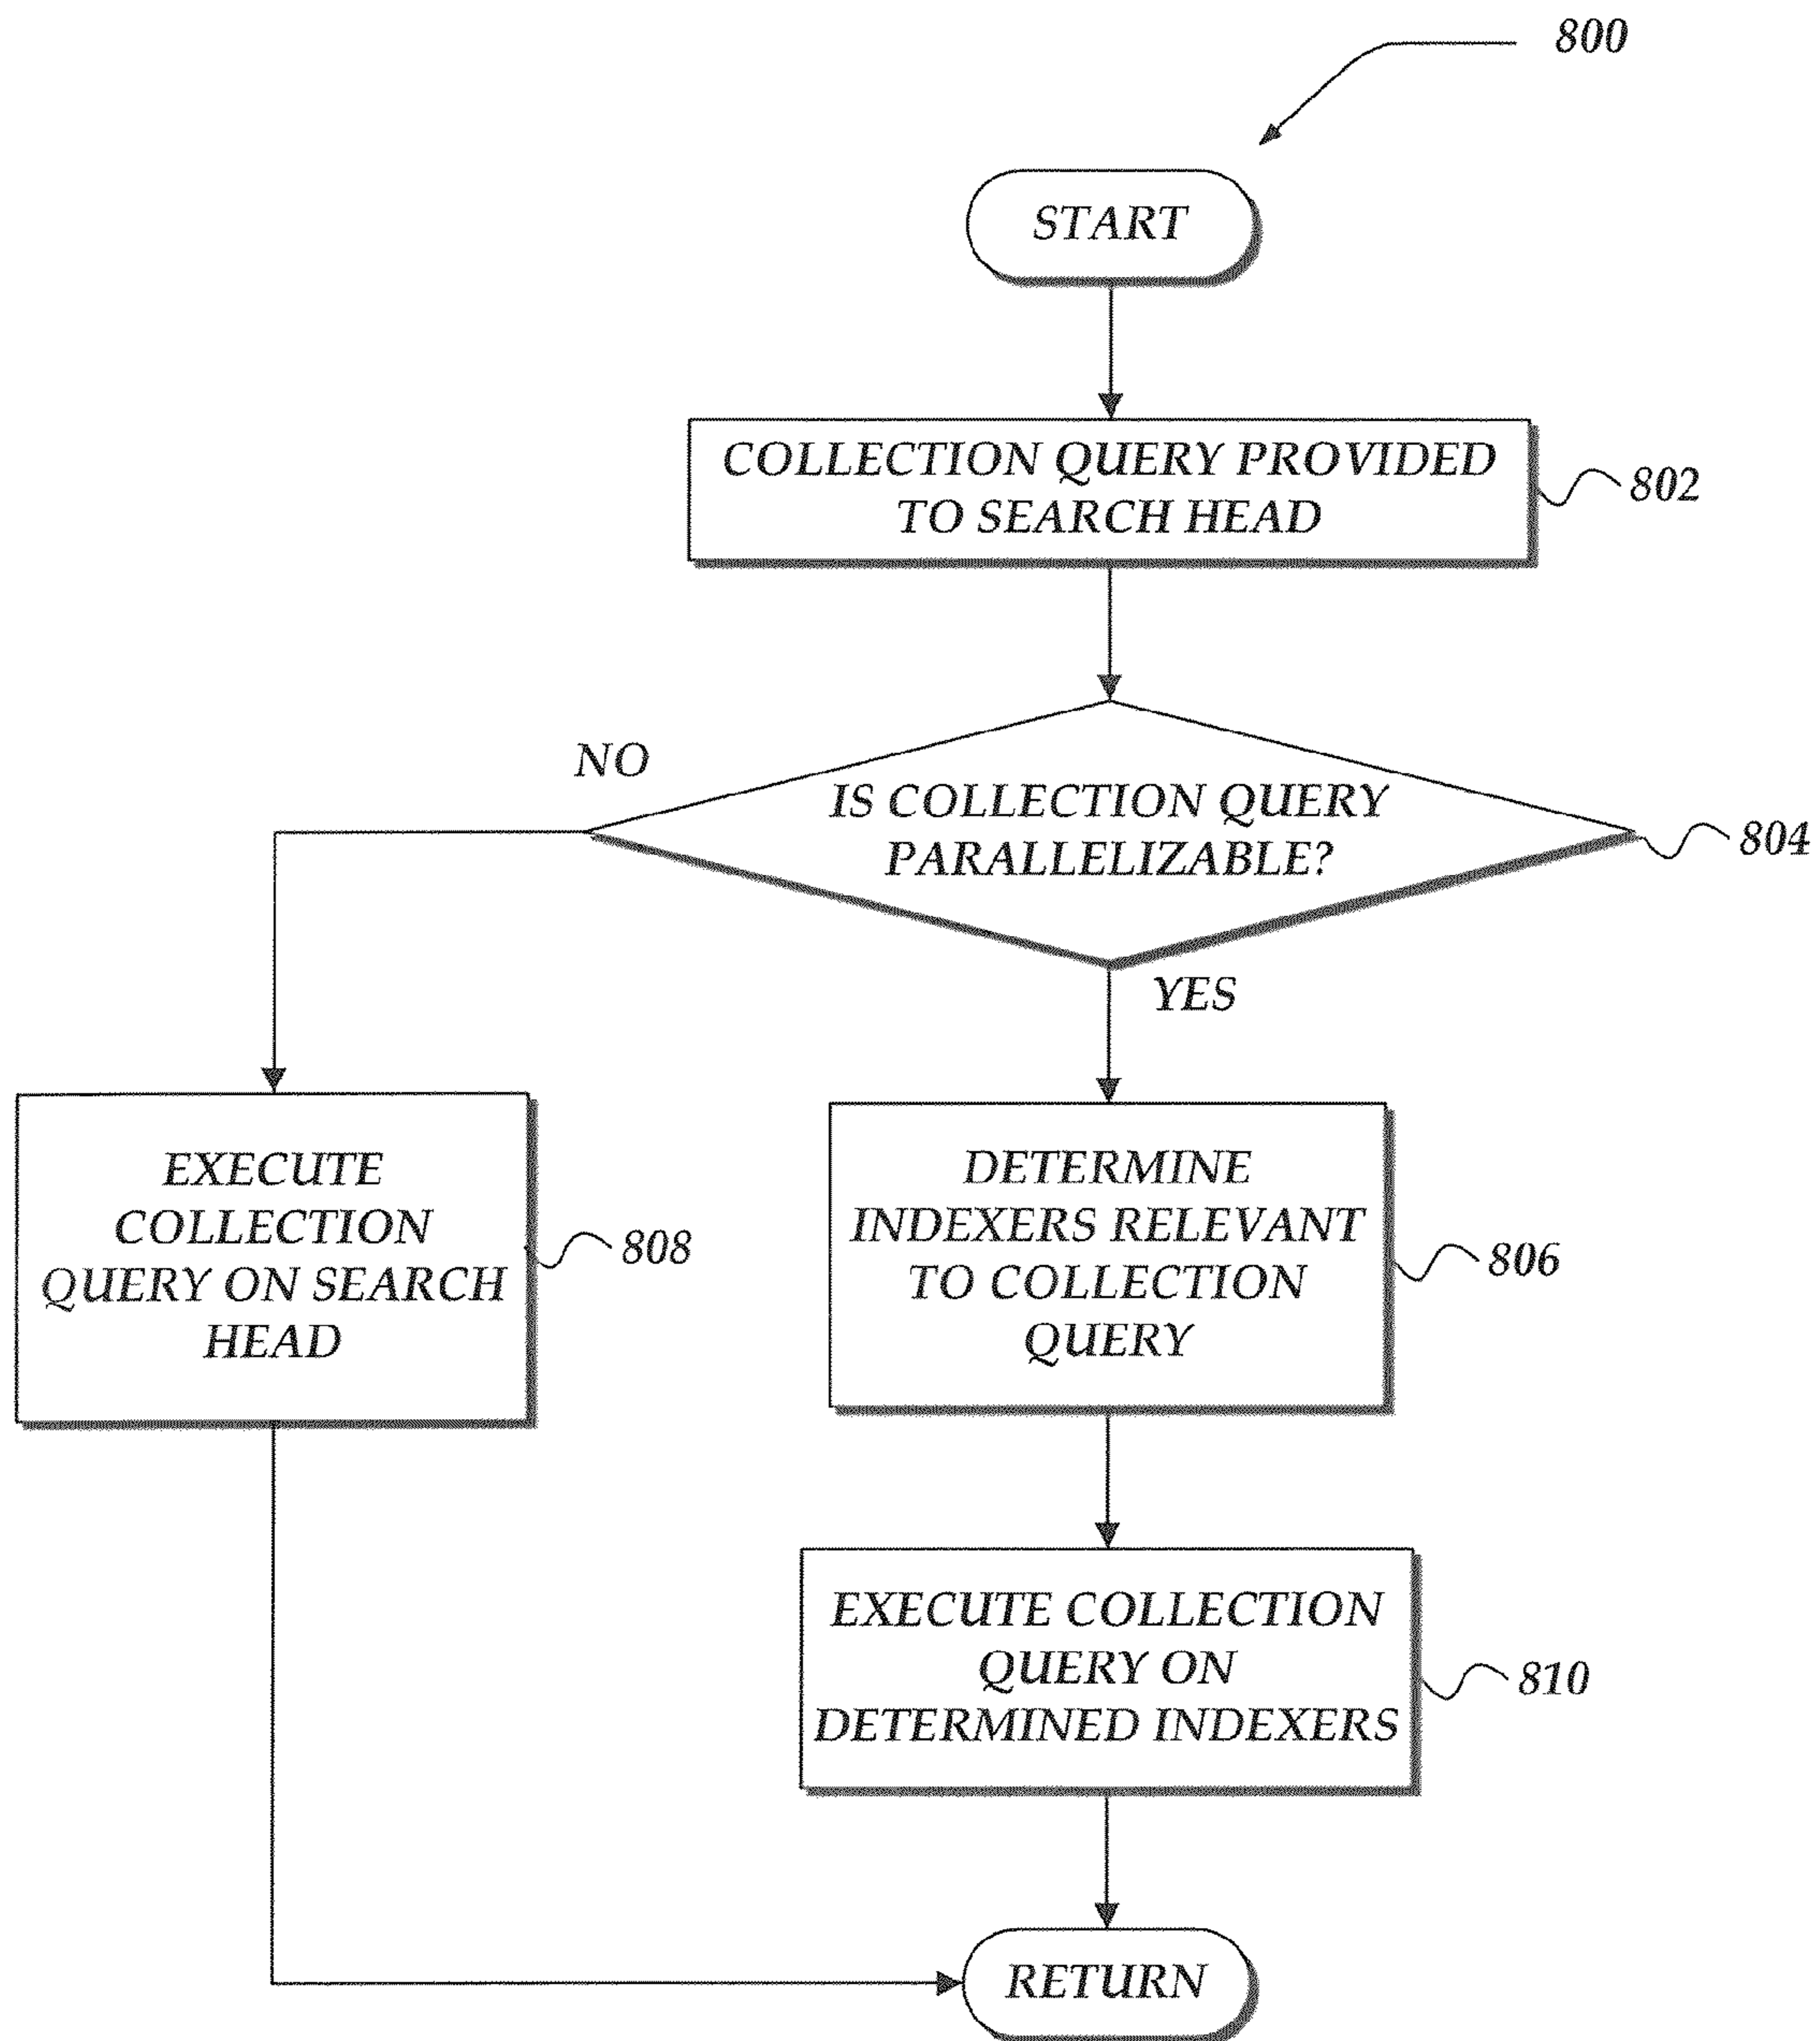 800
START
COLLECTION QUERY PROVIDED
TO SEARCH HEAD
802
NO
IS COLLECTION QUERY
PARALLELIZABLE?
804
YES
EXECUTE
COLLECTION
QUERY ON SEARCH
HEAD
808
DETERMINE
INDEXERS RELEVANT
TO COLLECTION
QUERY
806
EXECUTE COLLECTION
QUERY ON
DETERMINED INDEXERS
810
RETURN